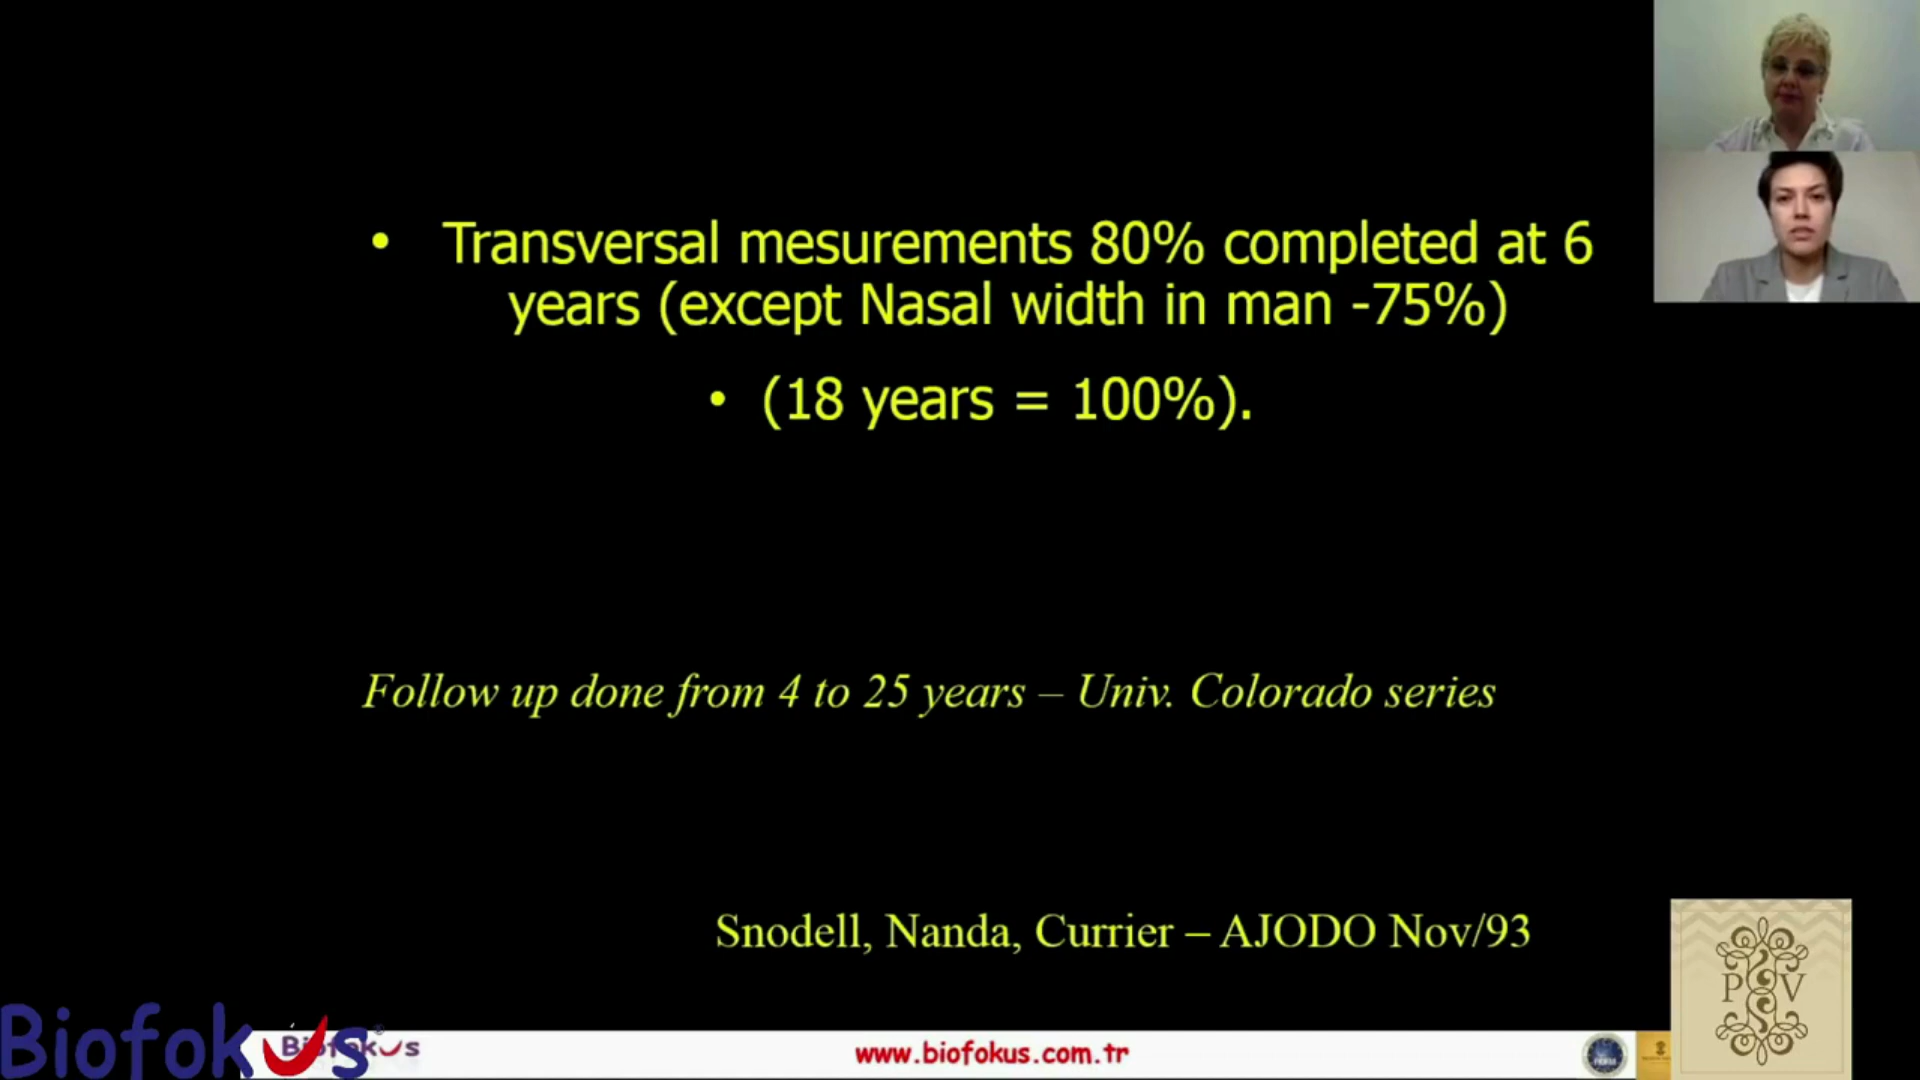 • Transversal mesurements 80% completed at 6
years (except Nasal width in man -75%)
• (18 years = 100%).
Follow up done from 4 to 25 years – Univ. Colorado series
Snodell, Nanda, Currier – AJODO Nov/93
P V
Biofokus
Biofokus
www.biofokus.com.tr